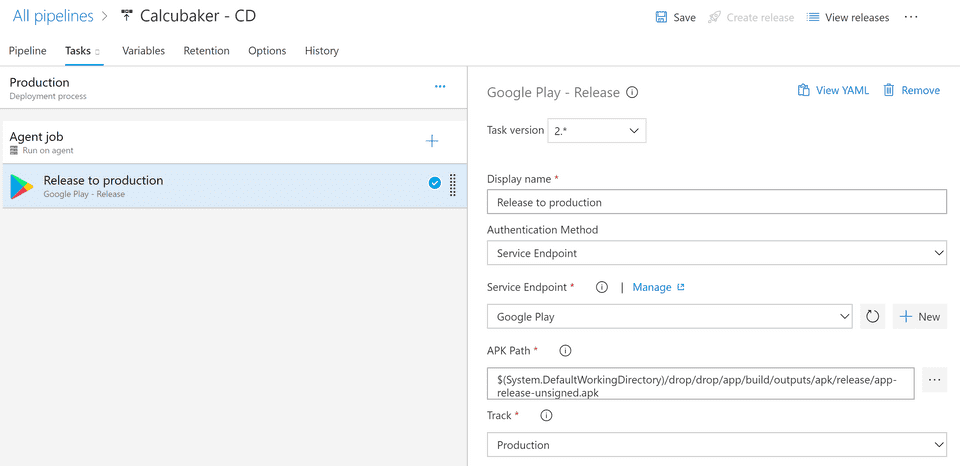 All pipelines > Calcubaker - CD
Save Create release View releases ...
Pipeline Tasks Variables Retention Options History
Production
Deployment process
Agent job
Run on agent
Release to production
Google Play - Release
Google Play - Release
View YAML Remove
Task version 2.*
Display name *
Release to production
Authentication Method
Service Endpoint
Service Endpoint * | Manage
Google Play
New
APK Path *
$(System.DefaultWorkingDirectory)/drop/drop/app/build/outputs/apk/release/app-
release-unsigned.apk
Track *
Production